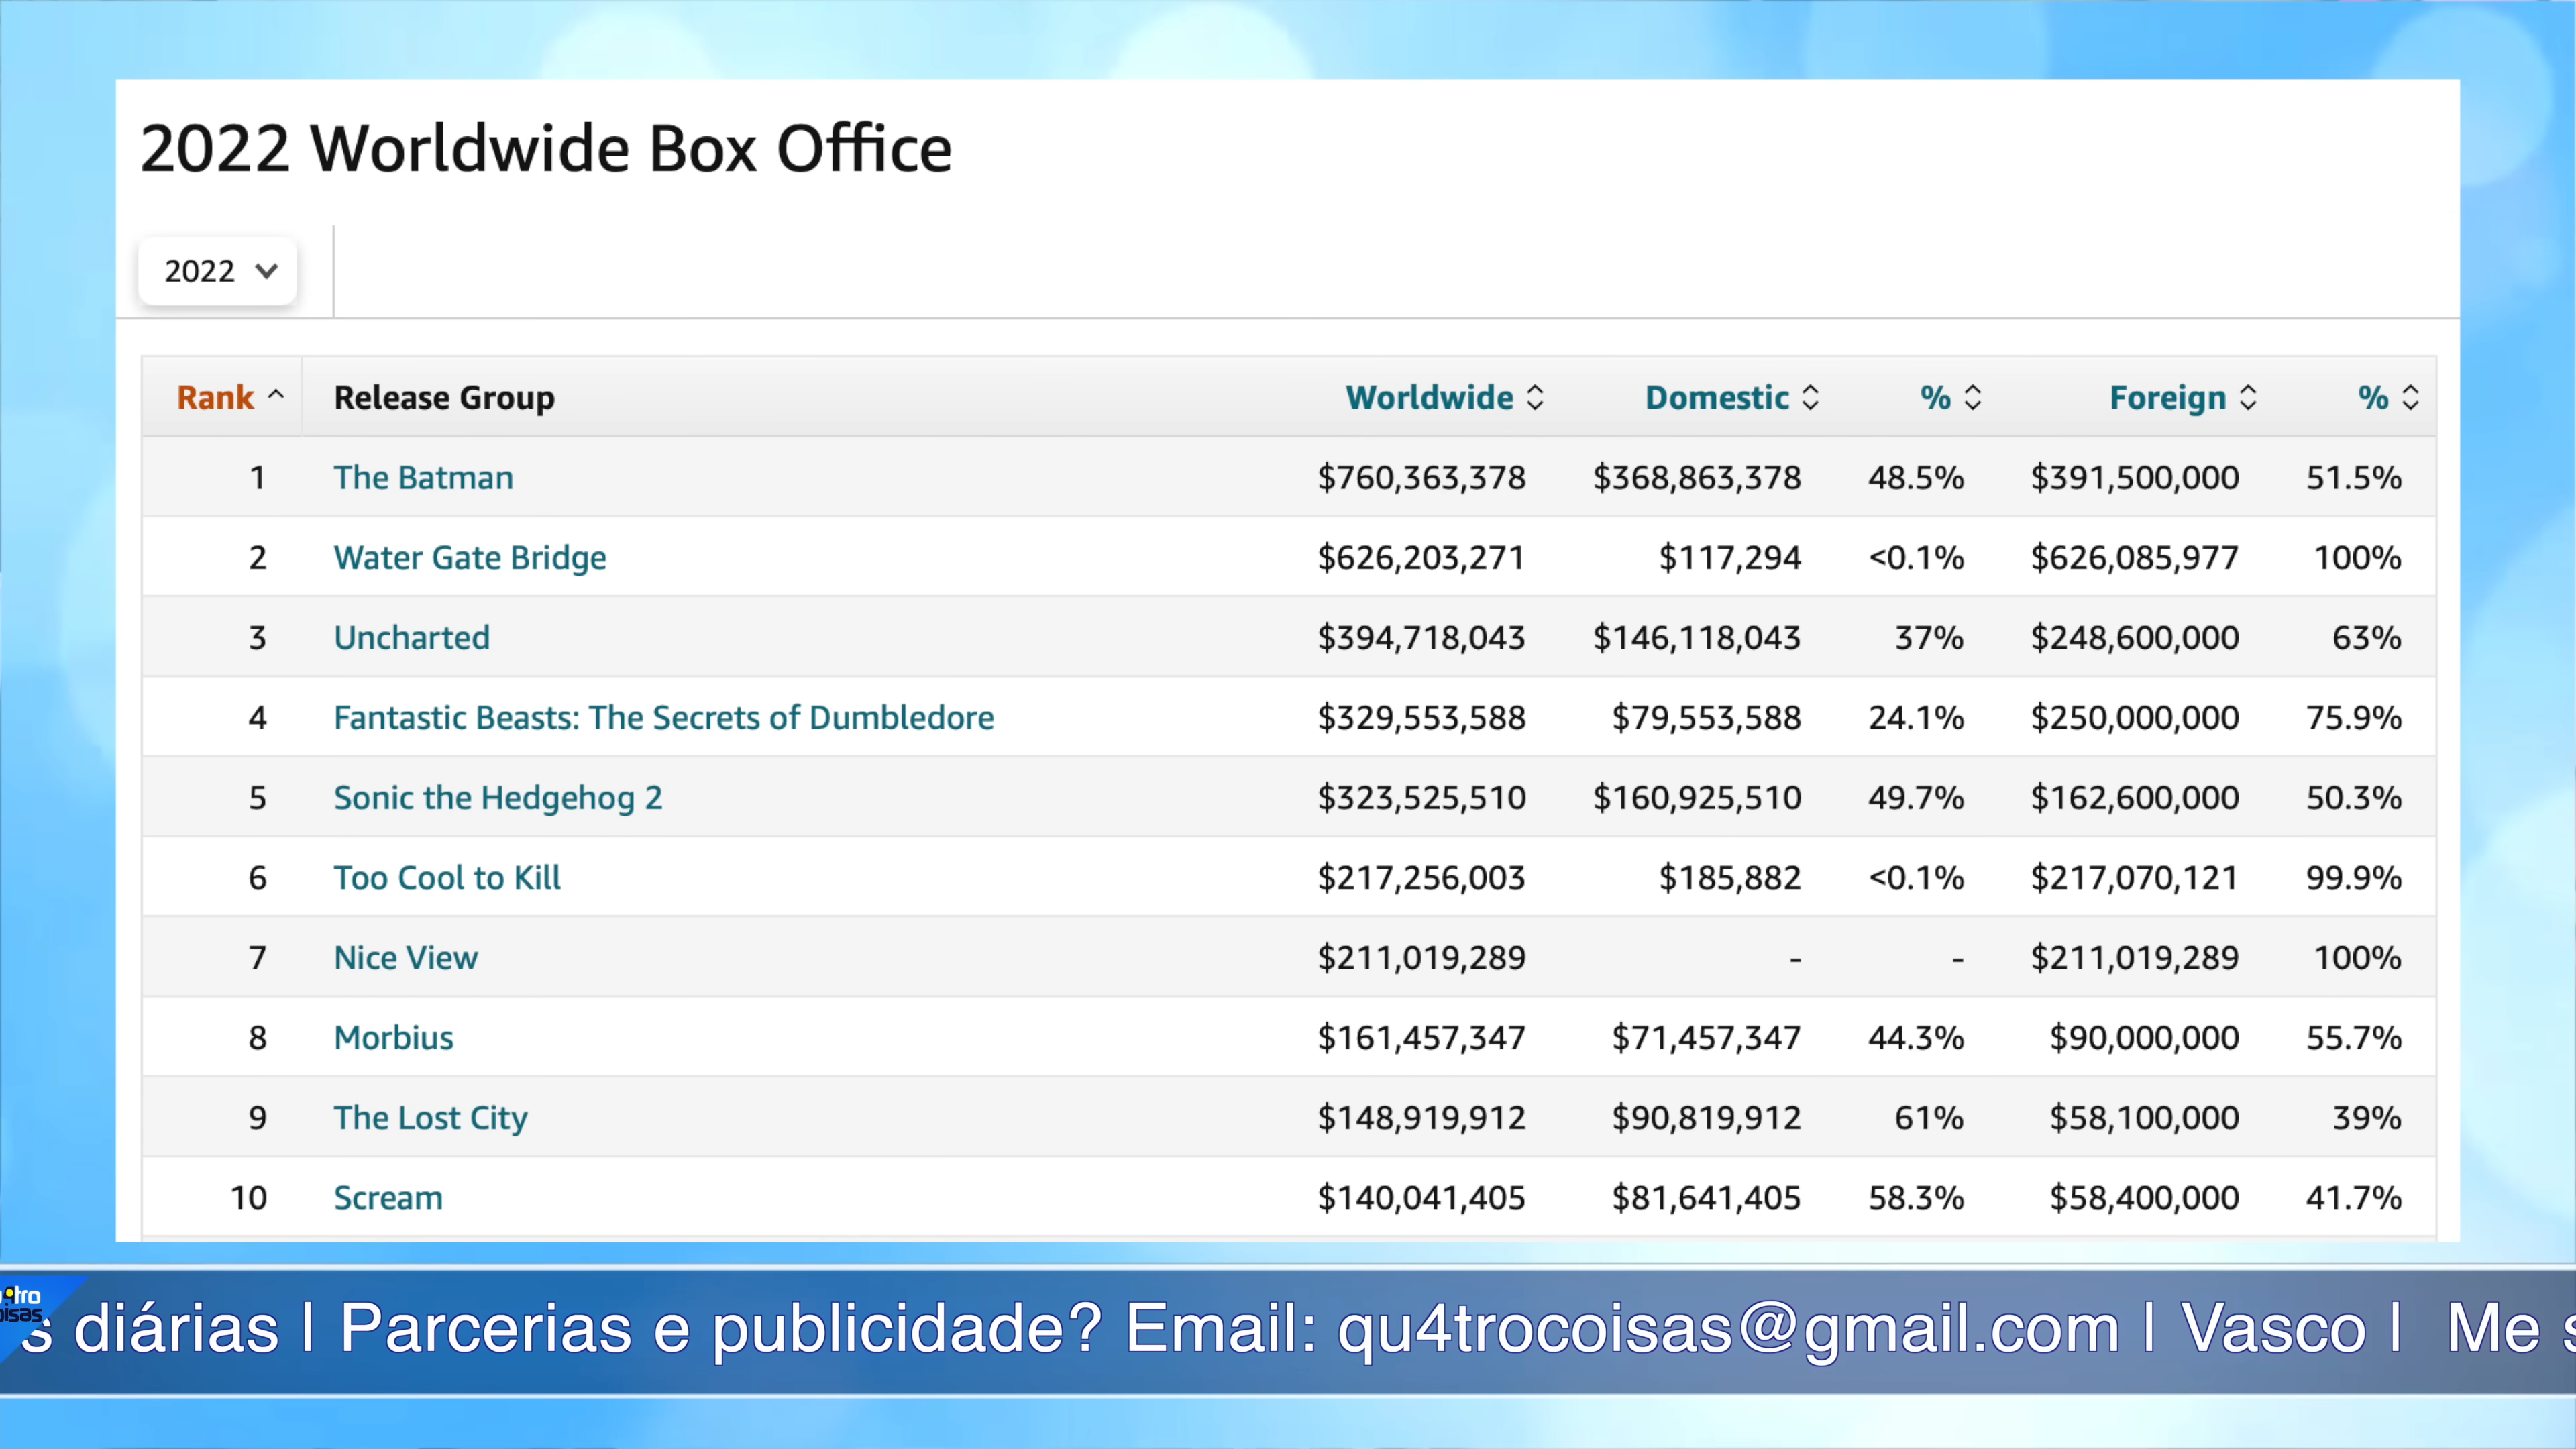 2022 Worldwide Box Office
2022
Rank Release Group Worldwide Domestic % Foreign %
1 The Batman $760,363,378 $368,863,378 48.5% $391,500,000 51.5%
2 Water Gate Bridge $626,203,271 $117,294 <0.1% $626,085,977 100%
3 Uncharted $394,718,043 $146,118,043 37% $248,600,000 63%
4 Fantastic Beasts: The Secrets of Dumbledore $329,553,588 $79,553,588 24.1% $250,000,000 75.9%
5 Sonic the Hedgehog 2 $323,525,510 $160,925,510 49.7% $162,600,000 50.3%
6 Too Cool to Kill $217,256,003 $185,882 <0.1% $217,070,121 99.9%
7 Nice View $211,019,289 - - $211,019,289 100%
8 Morbius $161,457,347 $71,457,347 44.3% $90,000,000 55.7%
9 The Lost City $148,919,912 $90,819,912 61% $58,100,000 39%
10 Scream $140,041,405 $81,641,405 58.3% $58,400,000 41.7%
s diárias | Parcerias e publicidade? Email: qu4trocoisas@gmail.com | Vasco | Me